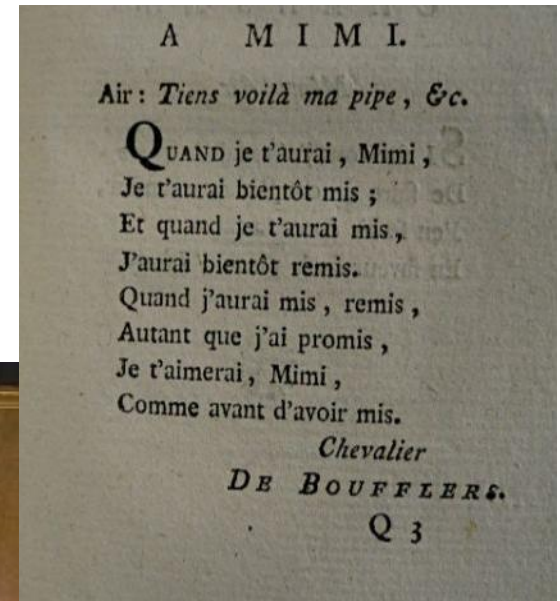 A MIMI.
Air : Tiens voilà ma pipe, &c.
QUAND je t'aurai, Mimi,
Je t'aurai bientôt mis ;
Et quand je t'aurai mis,
J'aurai bientôt remis.
Quand j'aurai mis, remis,
Autant que j'ai promis,
Je t'aimerai, Mimi,
Comme avant d'avoir mis.
Chevalier
DE BOUFFLERS.
Q 3